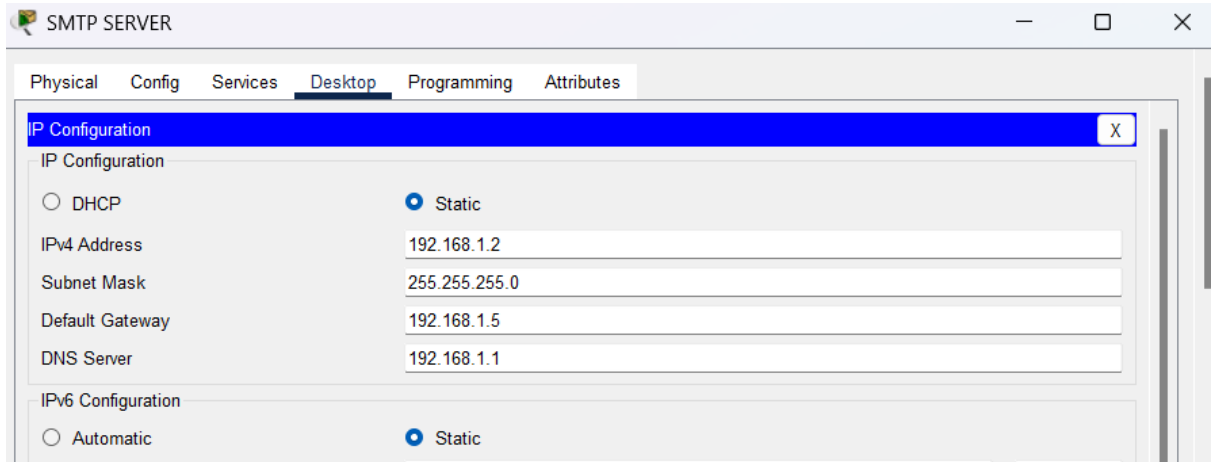 SMTP SERVER
Physical Config Services Desktop Programming Attributes
IP Configuration X
IP Configuration
DHCP Static
IPv4 Address 192.168.1.2
Subnet Mask 255.255.255.0
Default Gateway 192.168.1.5
DNS Server 192.168.1.1
IPv6 Configuration
Automatic Static